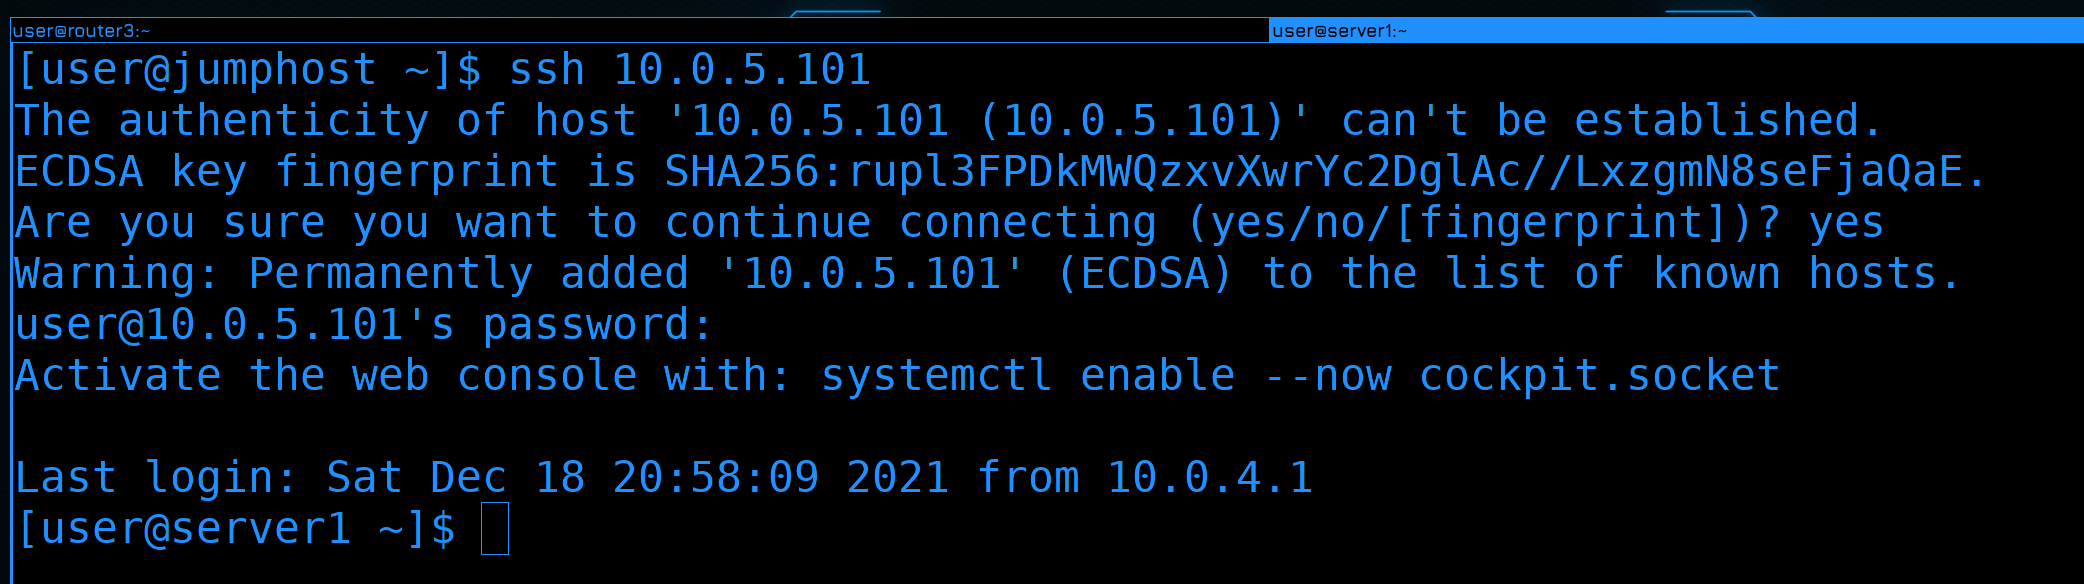 user@router3:~
user@server1:~
[user@jumphost ~]$ ssh 10.0.5.101
The authenticity of host '10.0.5.101 (10.0.5.101)' can't be established.
ECDSA key fingerprint is SHA256:rupl3FPDkMWQzxvXwrYc2DglAc//LxzgmN8seFjaQaE.
Are you sure you want to continue connecting (yes/no/[fingerprint])? yes
Warning: Permanently added '10.0.5.101' (ECDSA) to the list of known hosts.
user@10.0.5.101's password:
Activate the web console with: systemctl enable --now cockpit.socket
Last login: Sat Dec 18 20:58:09 2021 from 10.0.4.1
[user@server1 ~]$